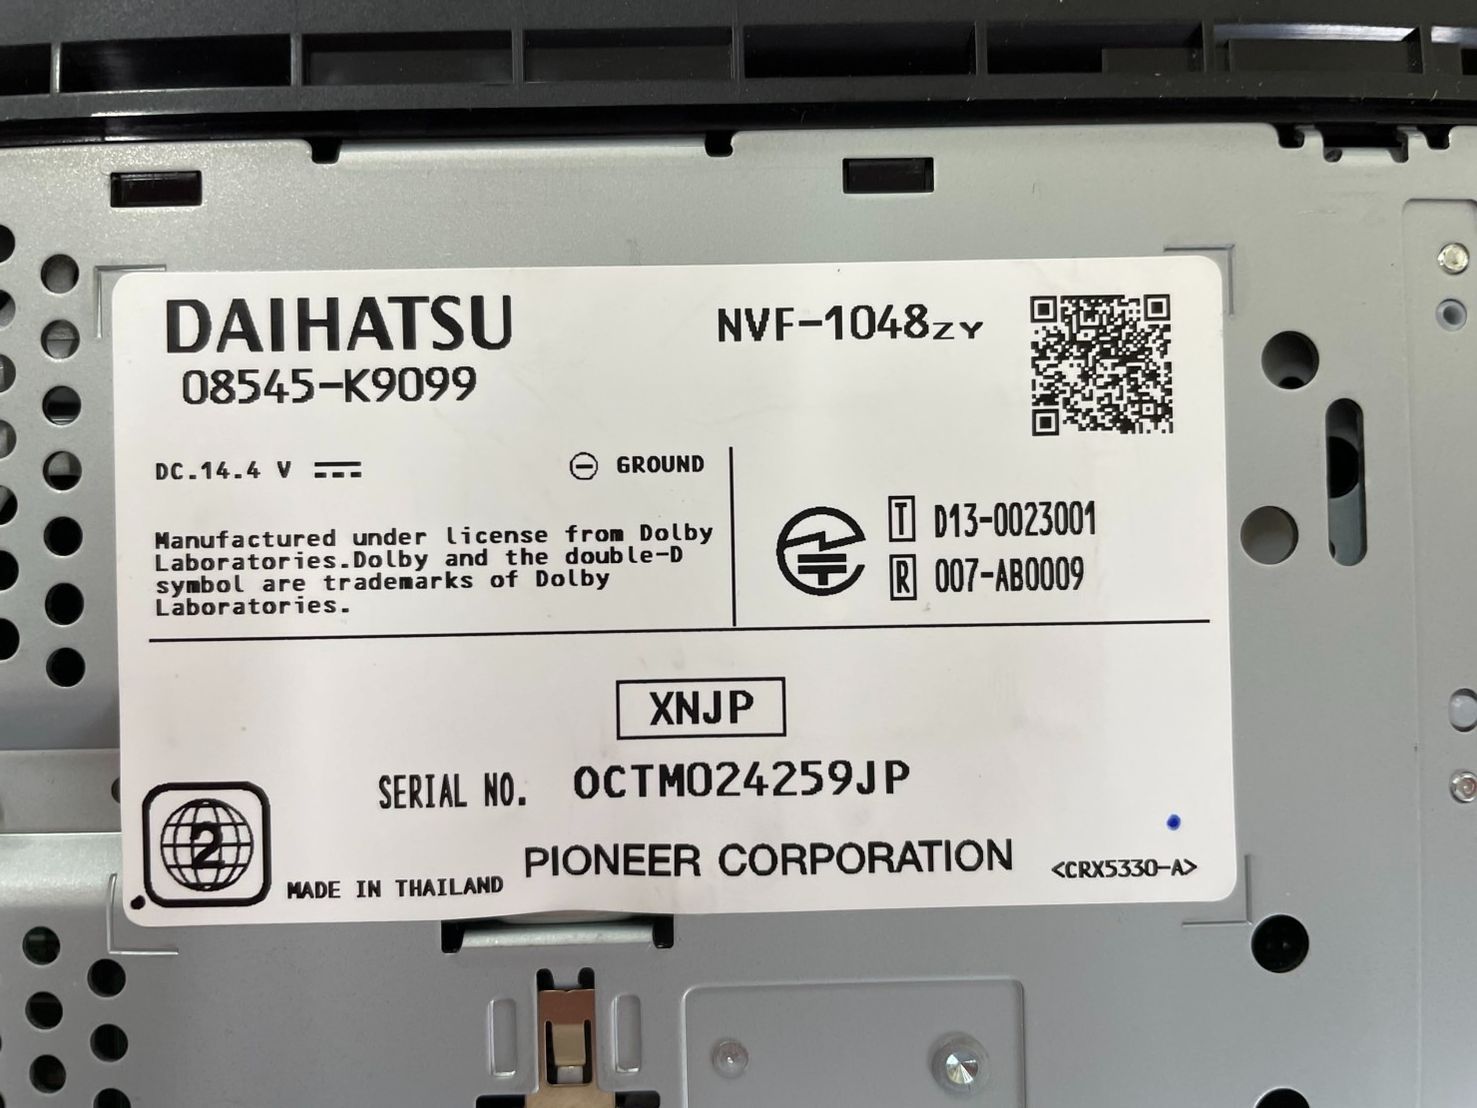 DAIHATSU
08545-K9099
NVF-1048ZY
DC.14.4 V
GROUND
Manufactured under license from Dolby
Laboratories.Dolby and the double-D
symbol are trademarks of Dolby
Laboratories.
T D13-0023001
R 007-AB0009
XNJP
SERIAL NO. OCTM024259JP
2
MADE IN THAILAND
PIONEER CORPORATION
<CRX5330-A>